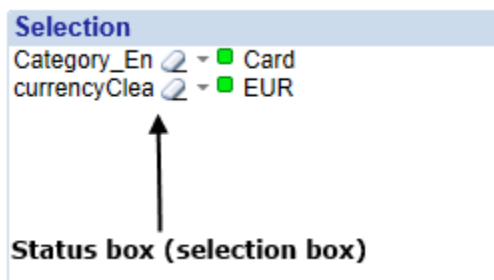 Selection
Category_En Card
currencyClea EUR
Status box (selection box)